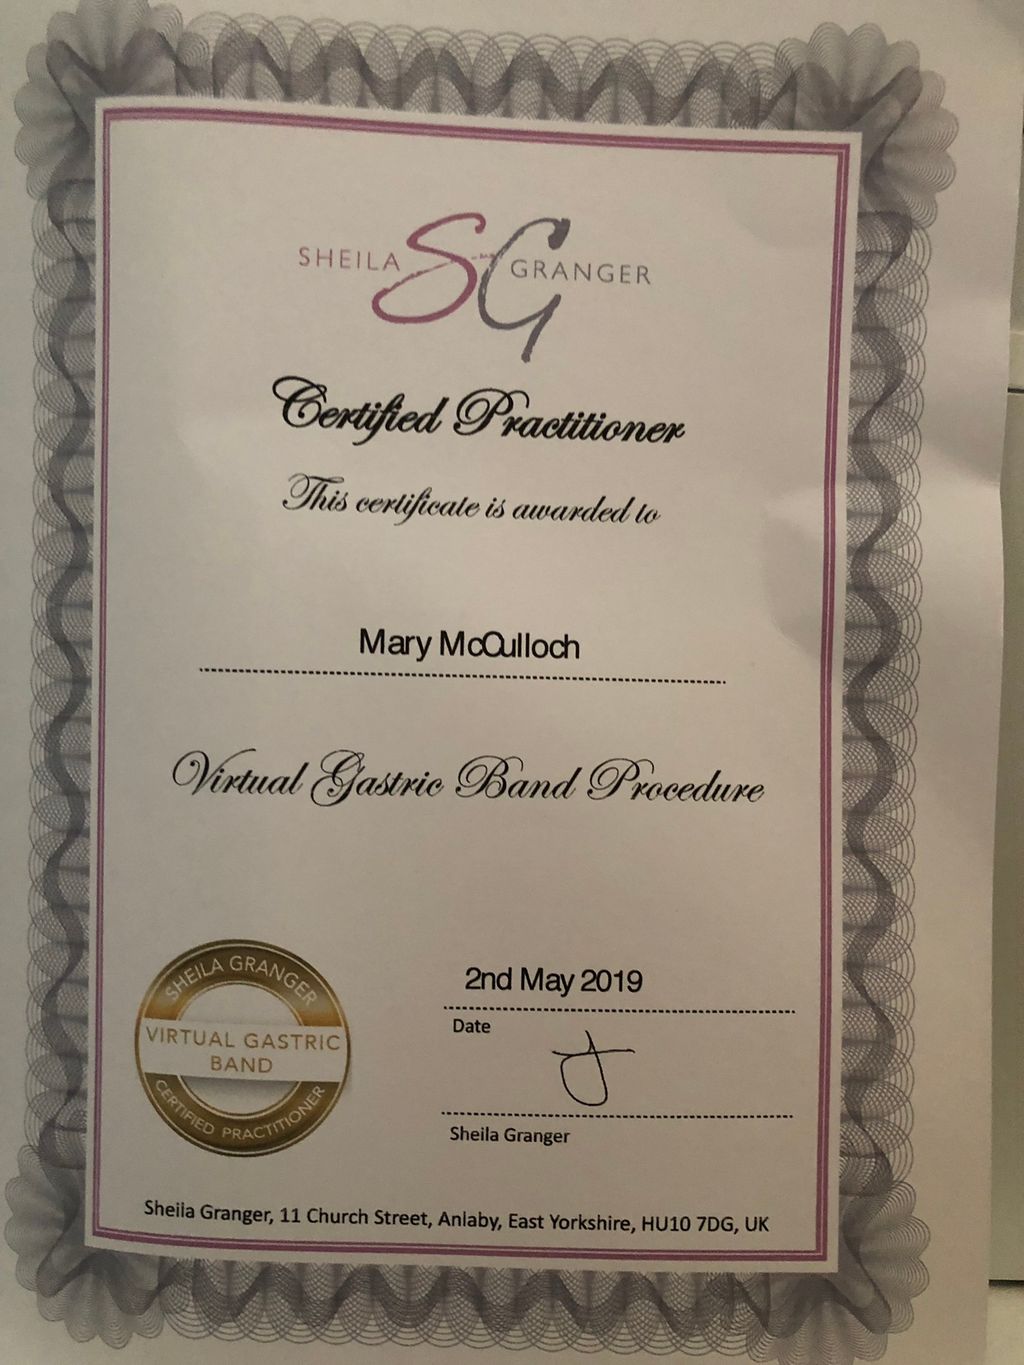 SHEILA SG GRANGER
Certified Practitioner
This certificate is awarded to
Mary McCulloch
Virtual Gastric Band Procedure
SHEILA GRANGER
VIRTUAL GASTRIC
BAND
CERTIFIED PRACTITIONER
2nd May 2019
Date
Sheila Granger
Sheila Granger, 11 Church Street, Anlaby, East Yorkshire, HU10 7DG, UK